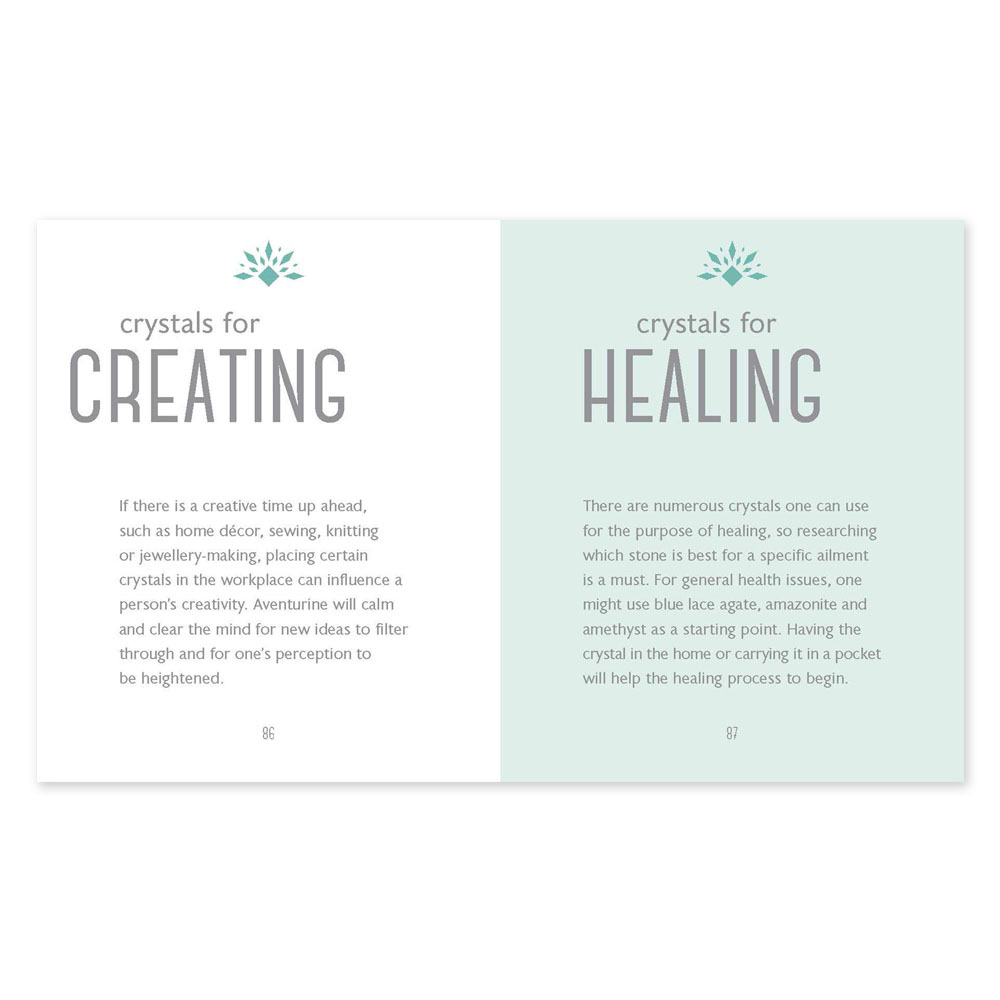 crystals for
CREATING
If there is a creative time up ahead,
such as home décor, sewing, knitting
or jewellery-making, placing certain
crystals in the workplace can influence a
person's creativity. Aventurine will calm
and clear the mind for new ideas to filter
through and for one's perception to
be heightened.
86
crystals for
HEALING
There are numerous crystals one can use
for the purpose of healing, so researching
which stone is best for a specific ailment
is a must. For general health issues, one
might use blue lace agate, amazonite and
amethyst as a starting point. Having the
crystal in the home or carrying it in a pocket
will help the healing process to begin.
87